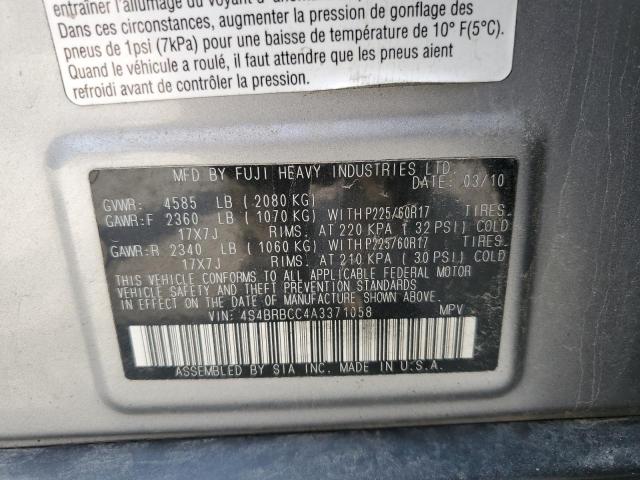 entraîner l'allumage du voyant
Dans ces circonstances, augmenter la pression de gonflage des
pneus de 1psi (7kPa) pour une baisse de température de 10° F(5°C).
Quand le véhicule a roulé, il faut attendre que les pneus aient
refroidi avant de contrôler la pression.
MFD BY FUJI HEAVY INDUSTRIES LTD.
DATE: 03/10
GVWR: 4585 LB ( 2080 KG)
GAWR:F 2360 LB ( 1070 KG) WITH P225/60R17 TIRES.
17X7J RIMS. AT 220 KPA ( 32 PSI) COLD
GAWR:R 2340 LB ( 1060 KG) WITH P225/60R17 TIRES.
17X7J RIMS. AT 210 KPA ( 30 PSI) COLD
THIS VEHICLE CONFORMS TO ALL APPLICABLE FEDERAL MOTOR
VEHICLE SAFETY AND THEFT PREVENTION STANDARDS IN EFFECT
ON THE DATE OF MANUFACTURE SHOWN ABOVE.
VIN: 4S4BRBCC4A3371058 MPV
ASSEMBLED BY SIA INC. MADE IN U.S.A.